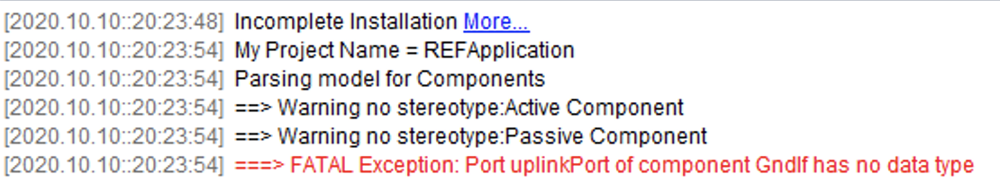 [2020.10.10::20:23:48] Incomplete Installation More...
[2020.10.10::20:23:54] My Project Name = REFApplication
[2020.10.10::20:23:54] Parsing model for Components
[2020.10.10::20:23:54] ==> Warning no stereotype:Active Component
[2020.10.10::20:23:54] ==> Warning no stereotype:Passive Component
[2020.10.10::20:23:54] ===> FATAL Exception: Port uplinkPort of component GndIf has no data type